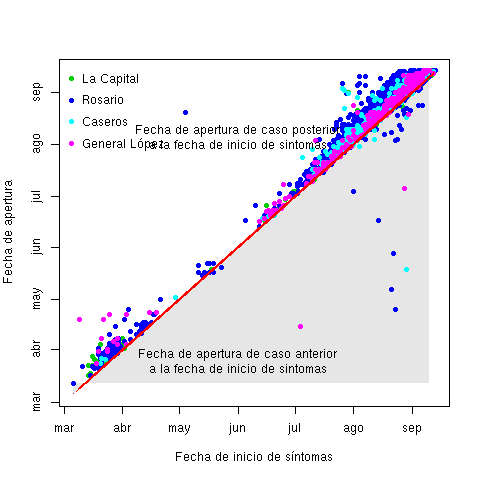 La Capital
Rosario
Caseros
General López
Fecha de apertura de caso posterior
a la fecha de inicio de sintomas
Fecha de apertura de caso anterior
a la fecha de inicio de sintomas
Fecha de apertura
mar
abr
may
jun
jul
ago
sep
mar
abr
may
jun
jul
ago
sep
Fecha de inicio de síntomas